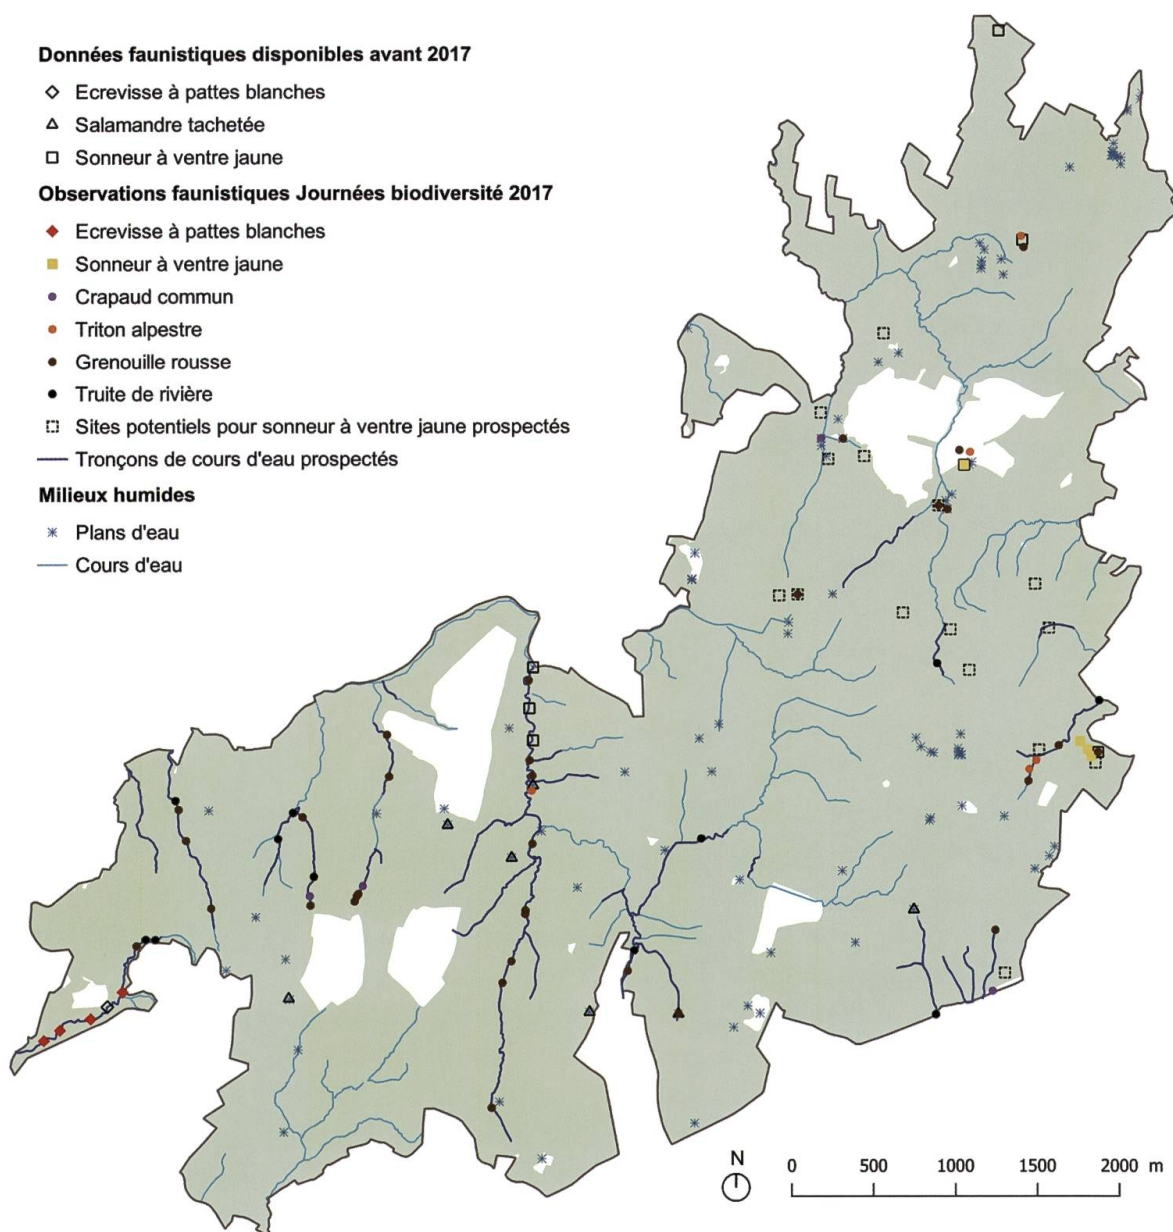 Données faunistiques disponibles avant 2017
Ecrevisse à pattes blanches
Salamandre tachetée
Sonneur à ventre jaune
Observations faunistiques Journées biodiversité 2017
Ecrevisse à pattes blanches
Sonneur à ventre jaune
Crapaud commun
Triton alpestre
Grenouille rousse
Truite de rivière
Sites potentiels pour sonneur à ventre jaune prospectés
Tronçons de cours d'eau prospectés
Milieux humides
Plans d'eau
Cours d'eau
N
0 500 1000 1500 2000 m